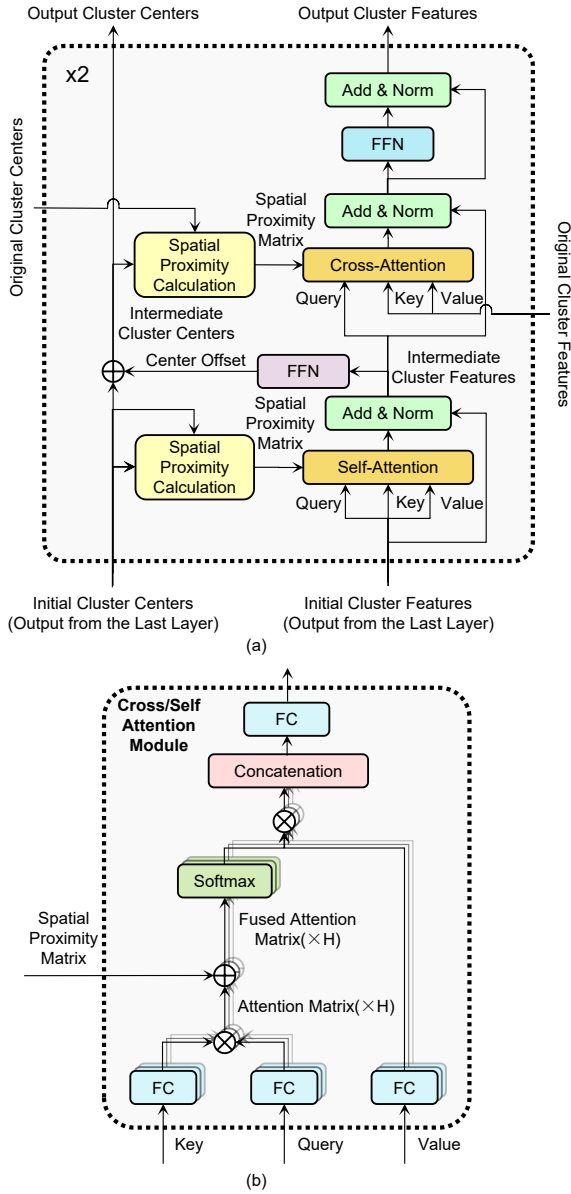 Output Cluster Centers
Output Cluster Features
x2
Add & Norm
FFN
Original Cluster Centers
Spatial
Proximity
Matrix
Add & Norm
Spatial
Proximity
Calculation
Cross-Attention
Query
Key
Value
Original Cluster Features
Intermediate
Cluster Centers
Center Offset
FFN
Intermediate
Cluster Features
Spatial
Proximity
Matrix
Add & Norm
Spatial
Proximity
Calculation
Self-Attention
Query
Key
Value
Initial Cluster Centers
(Output from the Last Layer)
Initial Cluster Features
(Output from the Last Layer)
(a)
Cross/Self
Attention
Module
FC
Concatenation
Softmax
Spatial
Proximity
Matrix
Fused Attention
Matrix(×H)
Attention Matrix(×H)
FC
FC
FC
Key
Query
Value
(b)